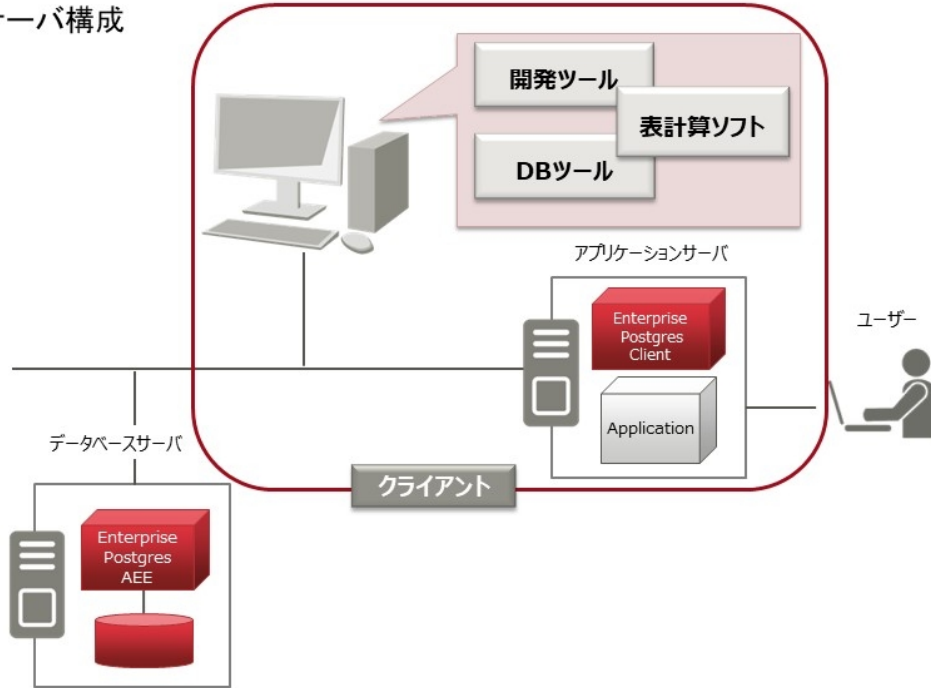 ーバ構成
開発ツール
表計算ソフト
DBツール
アプリケーションサーバ
Enterprise
Postgres
Client
Application
ユーザー
クライアント
データベースサーバ
Enterprise
Postgres
AEE